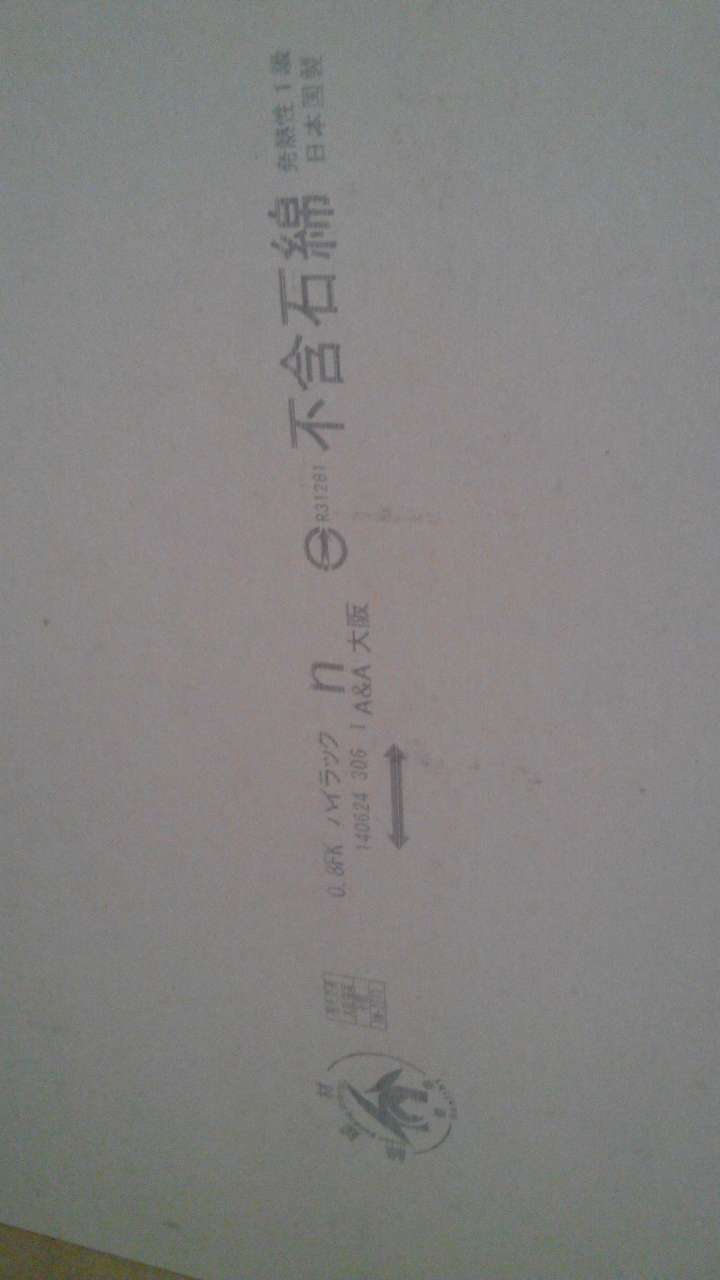 0.8FK ハイラック n
140624 306 1 A&A 大阪
R31281
不含石綿
発熱性1級
日本国製